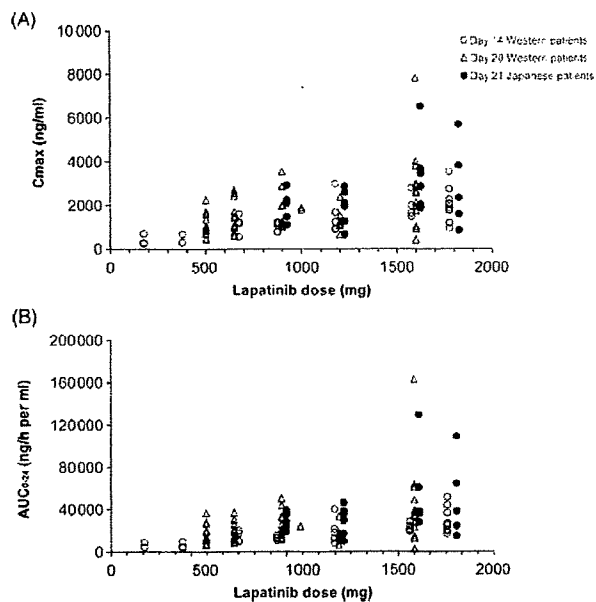 (A)
○ Day 14 Western patients
△ Day 20 Western patients
● Day 21 Japanese patients
Cmax (ng/ml)
10 000
8000
6000
4000
2000
0
0
500
1000
1500
2000
Lapatinib dose (mg)
(B)
AUC0-24 (ng/h per ml)
200000
160000
120000
80000
40000
0
0
500
1000
1500
2000
Lapatinib dose (mg)